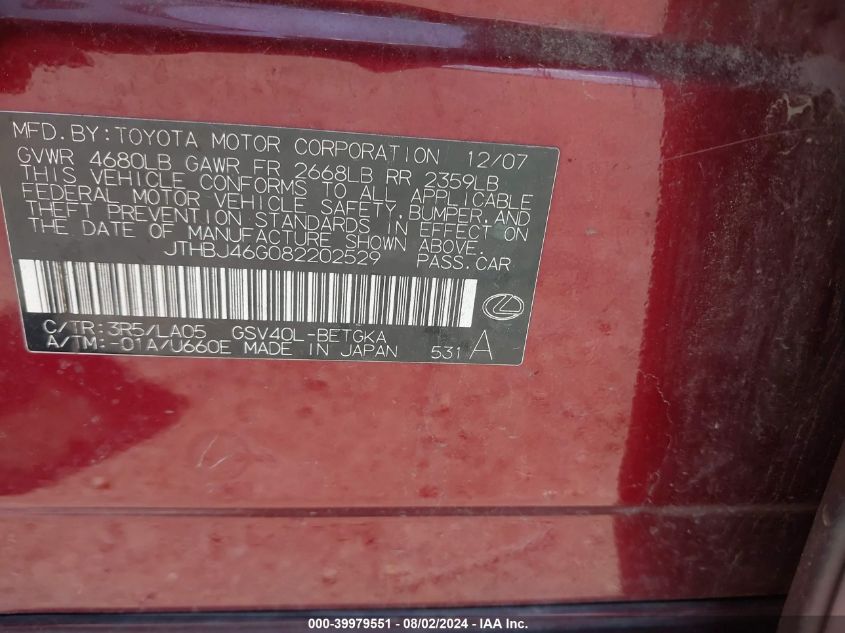 MFD.BY:TOYOTA MOTOR CORPORATION 12/07
GVWR 4680LB GAWR FR 2668LB RR 2359LB
THIS VEHICLE CONFORMS TO ALL APPLICABLE
FEDERAL MOTOR VEHICLE SAFETY,BUMPER,AND
THEFT PREVENTION STANDARDS IN EFFECT ON
THE DATE OF MANUFACTURE SHOWN ABOVE.
JTHBJ46G082202529 PASS.CAR
C/TR:3R5/LA05 GSV40L-BETGKA
A/TM:-01A/U660E MADE IN JAPAN 531 A
000-39979551 - 08/02/2024 - IAA Inc.